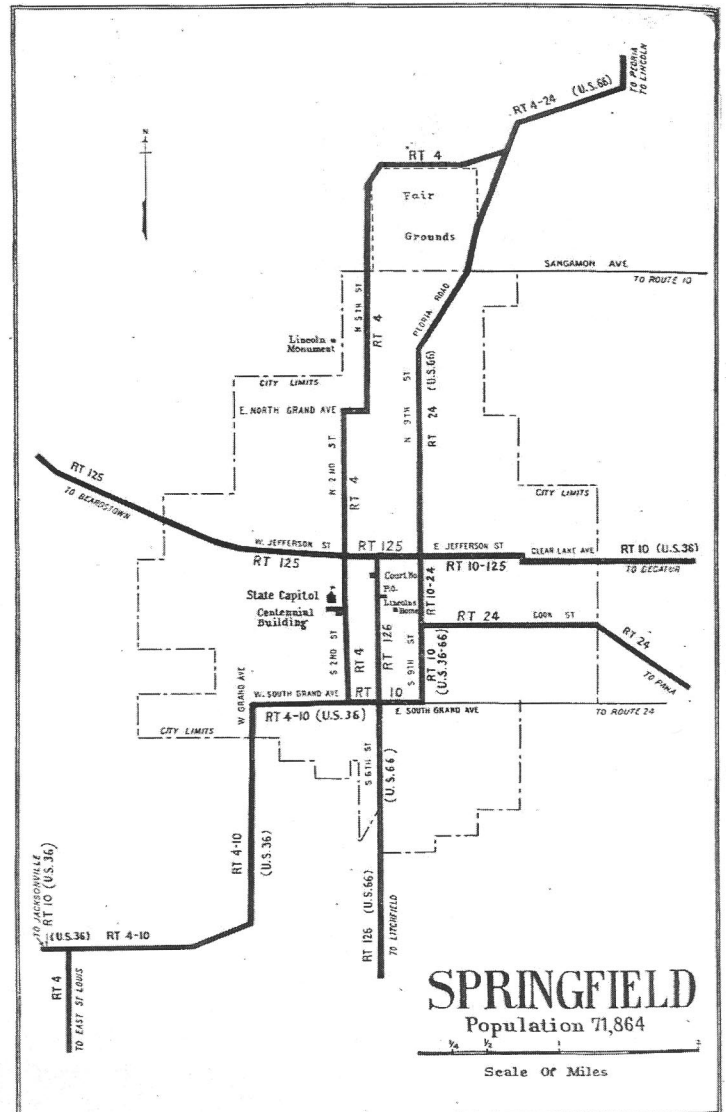 TO PEORIA
TO LINCOLN
RT 4-24 (U.S.66)
N
RT 4
Fair
Grounds
SANGAMON AVE
TO ROUTE 10
N 5TH ST
RT 4
PEORIA ROAD
Lincoln
Monument
CITY LIMITS
E. NORTH GRAND AVE
N 9TH ST
RT 24 (U.S.66)
N 2ND ST
RT 4
RT 125
TO BEARDSTOWN
CITY LIMITS
W. JEFFERSON ST
RT 125
RT 125
E JEFFERSON ST
RT 10-125
CLEAR LAKE AVE
RT 10 (U.S.36)
TO DECATUR
Court Ho
P.O.
Lincolns
Home
State Capitol
Centennial
Building
RT 10-24
RT 24
COOK ST
RT 24
TO PANA
S 2ND ST
RT 4
RT 126
S 9TH ST
RT 10
(U.S.36-66)
W GRAND AVE
W. SOUTH GRAND AVE
RT 10
RT 4-10 (U.S.36)
E. SOUTH GRAND AVE
TO ROUTE 24
CITY LIMITS
S 6TH ST
(U.S.66)
RT 4-10
(U.S.36)
TO JACKSONVILLE
RT 10 (U.S.36)
(U.S.36) RT 4-10
RT 4
TO EAST ST LOUIS
RT 126 (U.S.66)
TO LITCHFIELD
SPRINGFIELD
Population 71,864
1/4 1/2 1
Scale Of Miles